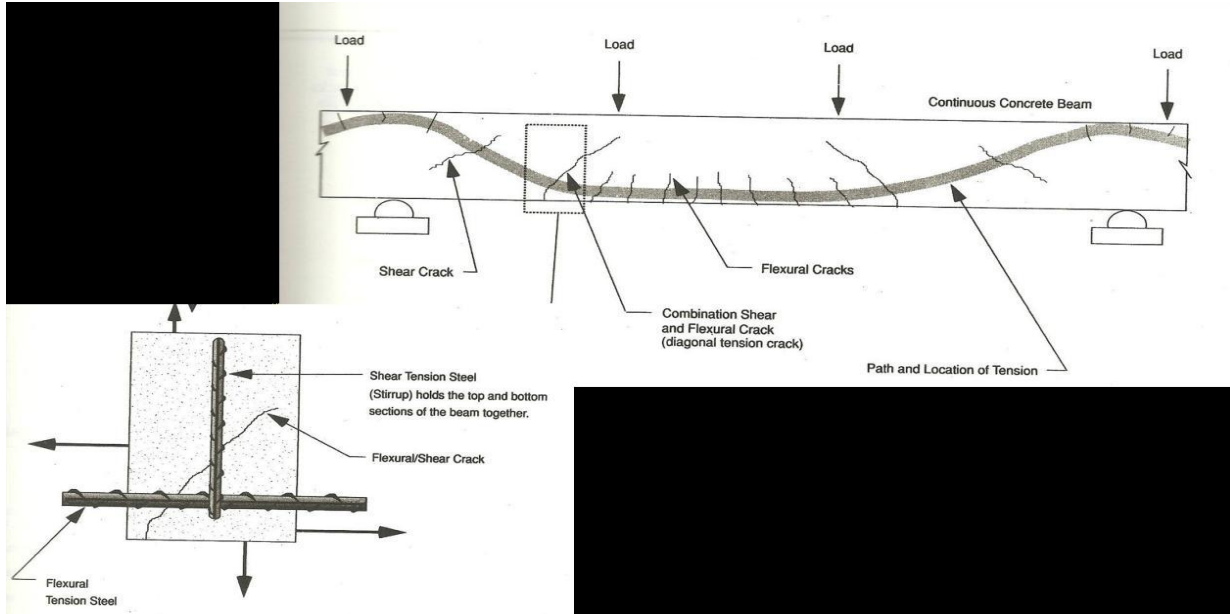 Load
Load
Load
Load
Continuous Concrete Beam
Shear Crack
Flexural Cracks
Combination Shear
and Flexural Crack
(diagonal tension crack)
Path and Location of Tension
Shear Tension Steel
(Stirrup) holds the top and bottom
sections of the beam together.
Flexural/Shear Crack
Flexural
Tension Steel